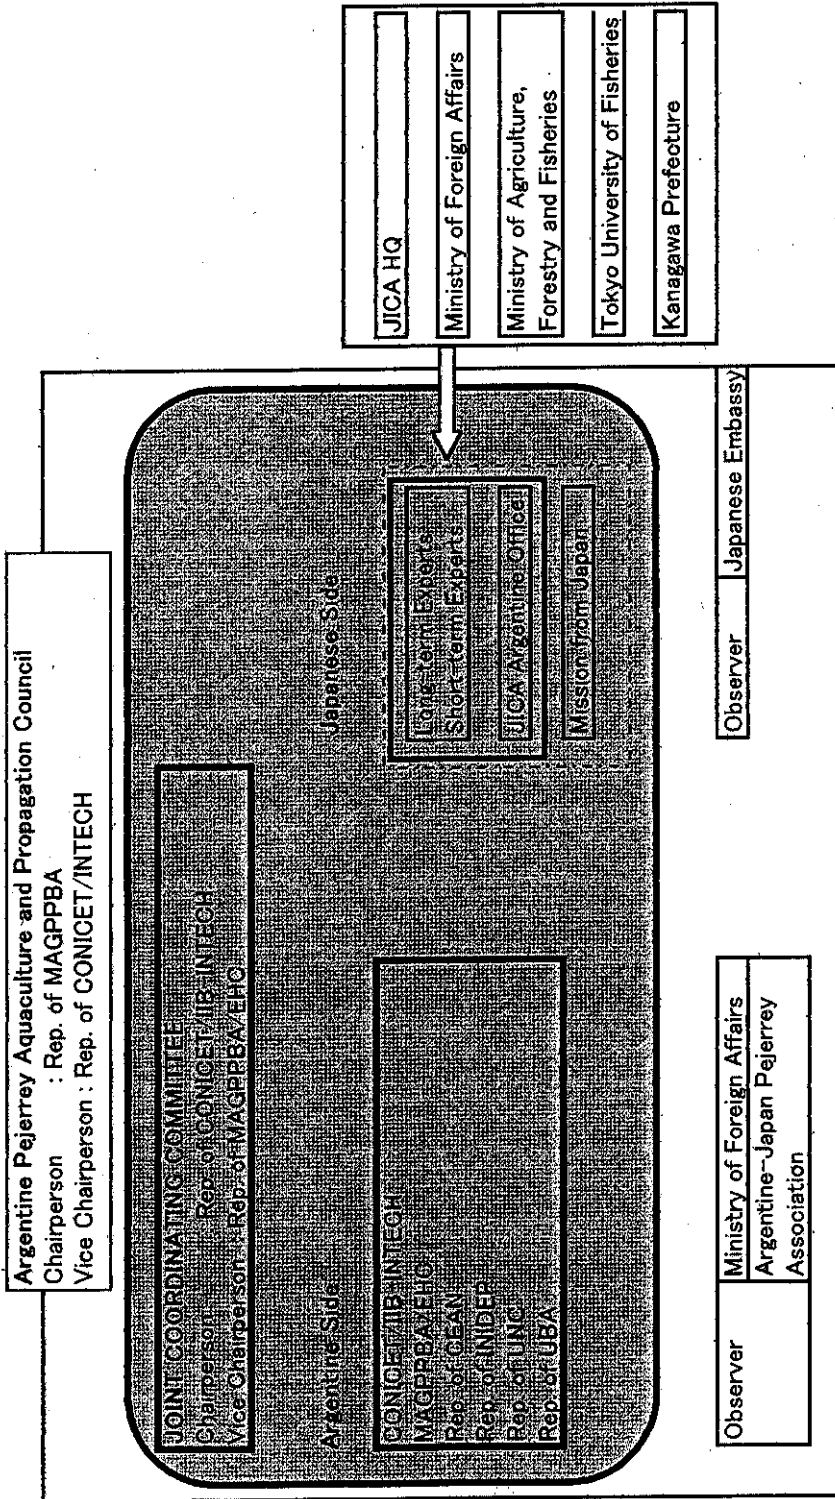 Argentine Pejerrey Aquaculture and Propagation Council
Chairperson : Rep. of MAGPPBA
Vice Chairperson : Rep. of CONICET/INTECH
JOINT COORDINATING COMMITTEE
Chairperson : Rep. of CONICET/IIB-INTECH
Vice Chairperson : Rep. of MAGPPBA/EHC
Argentine Side
CONICET/IIB-INTECH
MAGPPBA/EHC
Rep. of CEAN
Rep. of INIDEP
Rep. of UNC
Rep. of UBA
Japanese Side
Long-term Experts
Short-term Experts
JICA Argentine Office
Mission from Japan
JICA HQ
Ministry of Foreign Affairs
Ministry of Agriculture,
Forestry and Fisheries
Tokyo University of Fisheries
Kanagawa Prefeoture
Observer
Ministry of Foreign Affairs
Argentine-Japan Pejerrey
Association
Observer
Japanese Embassy